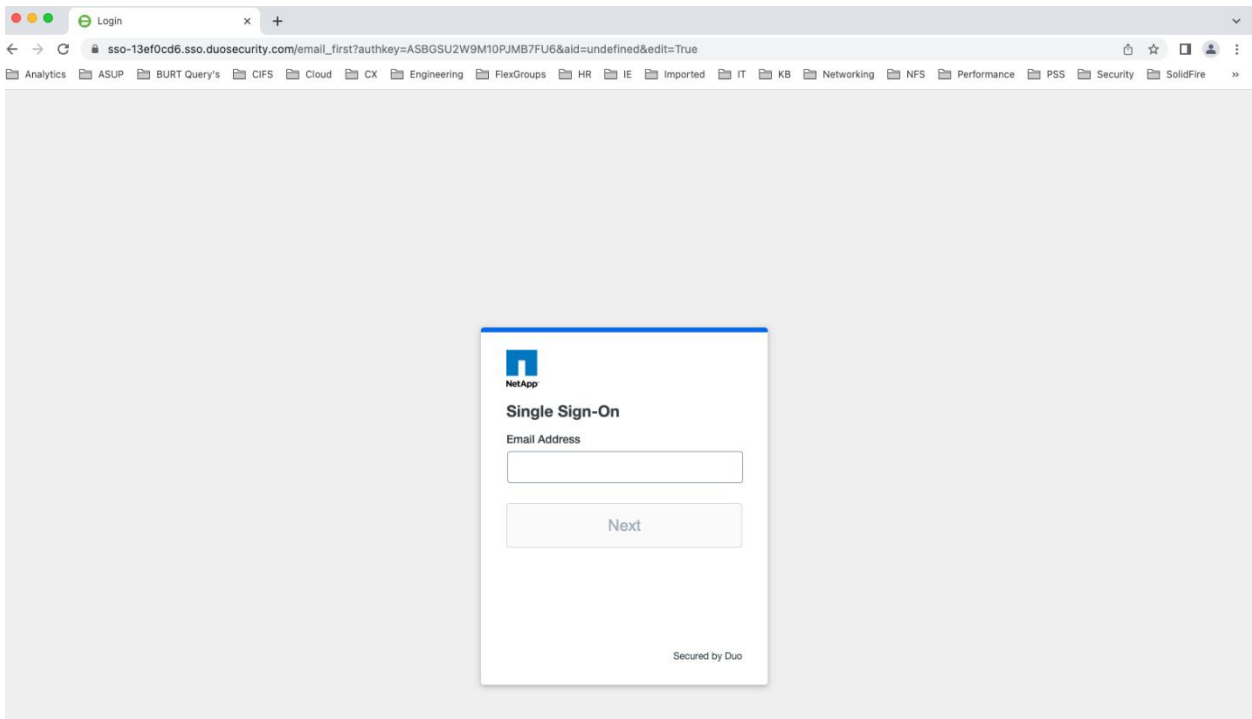 Login
sso-13ef0cd6.sso.duosecurity.com/email_first?authkey=ASBGSU2W9M10PJMB7FU6&aid=undefined&edit=True
Analytics ASUP BURT Query's CIFS Cloud CX Engineering FlexGroups HR IE Imported IT KB Networking NFS Performance PSS Security SolidFire »
NetApp
Single Sign-On
Email Address
Next
Secured by Duo